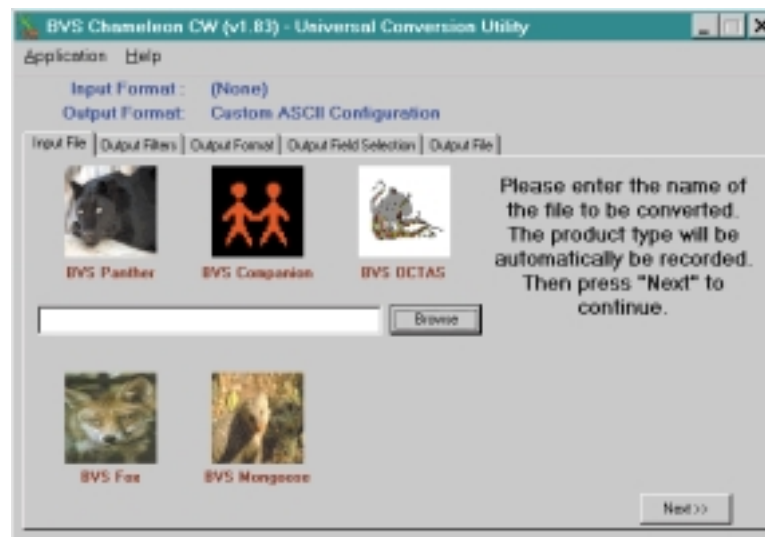 BVS Chameleon CW (v1.83) - Universal Conversion Utility
Application Help
Input Format : (None)
Output Format: Custom ASCII Configuration
Input File Output Filters Output Format Output Field Selection Output File
BVS Panther BVS Companion BVS OCTAS
Please enter the name of
the file to be converted.
The product type will be
automatically be recorded.
Then press "Next" to
continue.
Browse
BVS Fox BVS Mongoose
Next >>